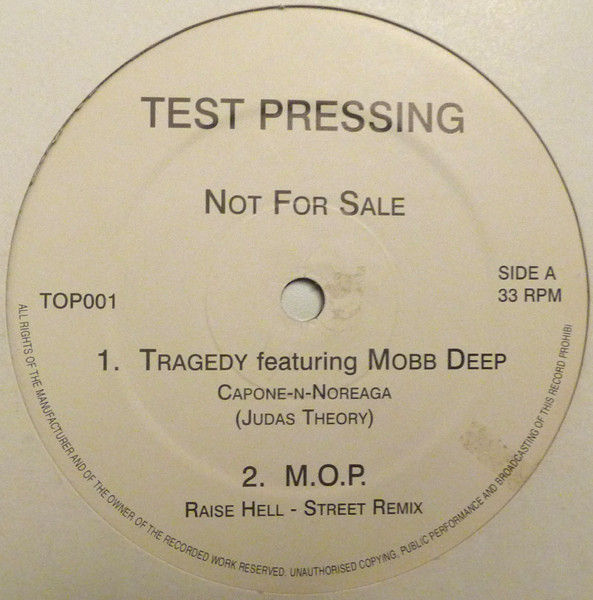 TEST PRESSING
NOT FOR SALE
TOP001
SIDE A
33 RPM
1. TRAGEDY featuring MOBB DEEP
CAPONE-N-NOREAGA
(JUDAS THEORY)
2. M.O.P.
RAISE HELL - STREET REMIX
ALL RIGHTS OF THE MANUFACTURER AND OF THE OWNER OF THE RECORDED WORK RESERVED. UNAUTHORISED COPYING, PUBLIC PERFORMANCE AND BROADCASTING OF THIS RECORD PROHIBI